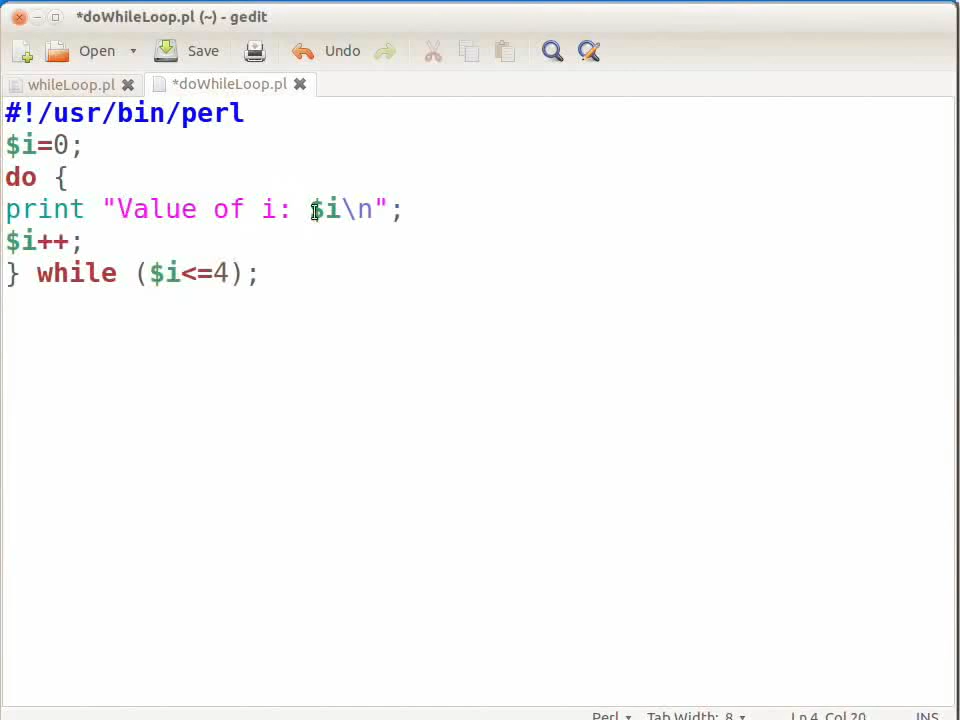 *doWhileLoop.pl (~) - gedit
Open Save Undo
whileLoop.pl *doWhileLoop.pl
#!/usr/bin/perl
$i=0;
do {
print "Value of i: $i\n";
$i++;
} while ($i<=4);
Perl Tab Width: 8 Ln 4, Col 20 INS